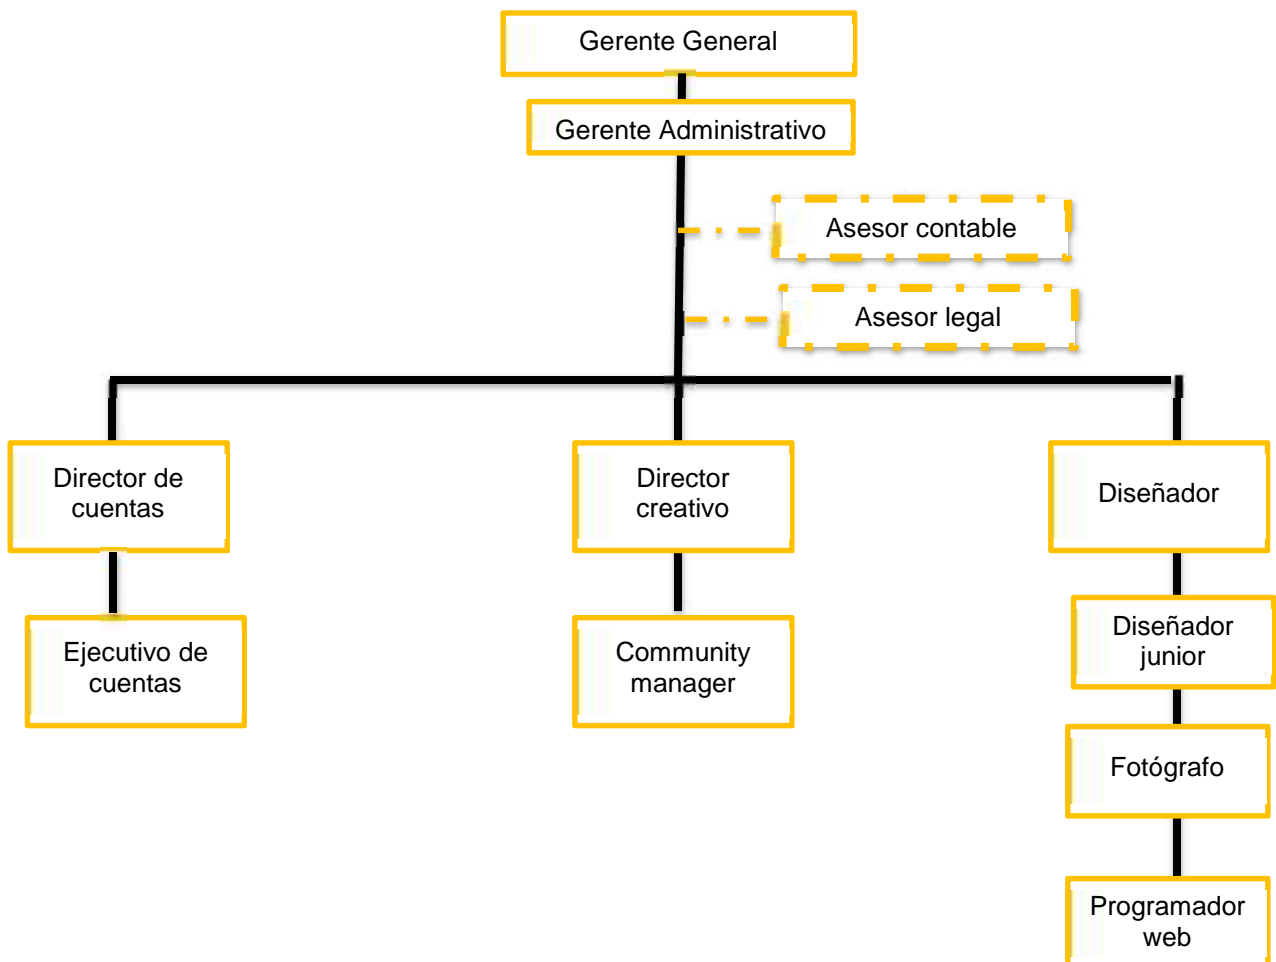 Gerente General
Gerente Administrativo
Asesor contable
Asesor legal
Director de
cuentas
Director
creativo
Diseñador
Ejecutivo de
cuentas
Community
manager
Diseñador
junior
Fotógrafo
Programador
web